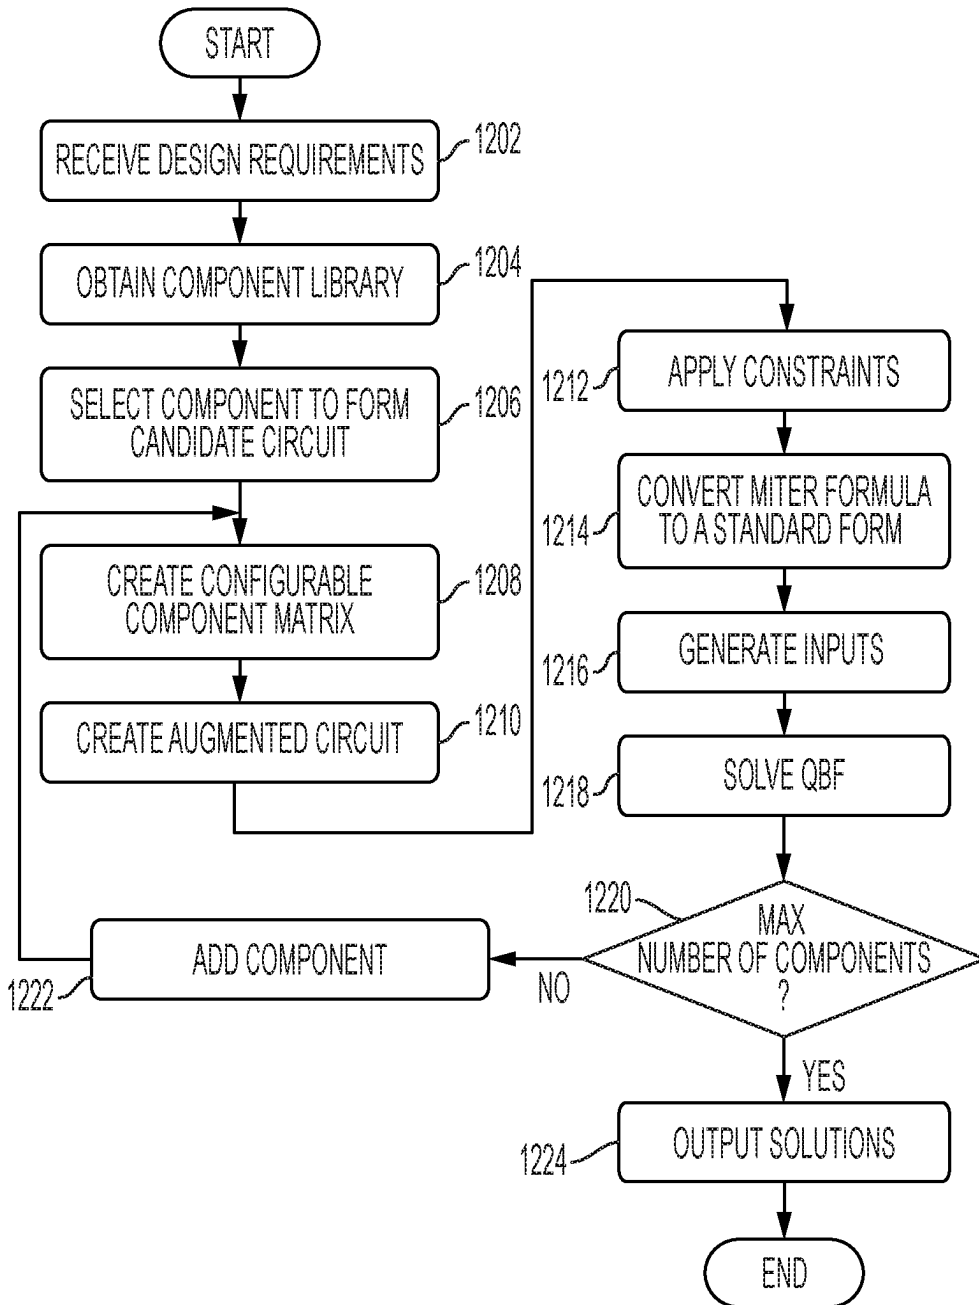 START
RECEIVE DESIGN REQUIREMENTS
1202
OBTAIN COMPONENT LIBRARY
1204
SELECT COMPONENT TO FORM
CANDIDATE CIRCUIT
1206
CREATE CONFIGURABLE
COMPONENT MATRIX
1208
CREATE AUGMENTED CIRCUIT
1210
APPLY CONSTRAINTS
1212
CONVERT MITER FORMULA
TO A STANDARD FORM
1214
GENERATE INPUTS
1216
SOLVE QBF
1218
1220
MAX
NUMBER OF COMPONENTS
?
NO
ADD COMPONENT
1222
YES
OUTPUT SOLUTIONS
1224
END